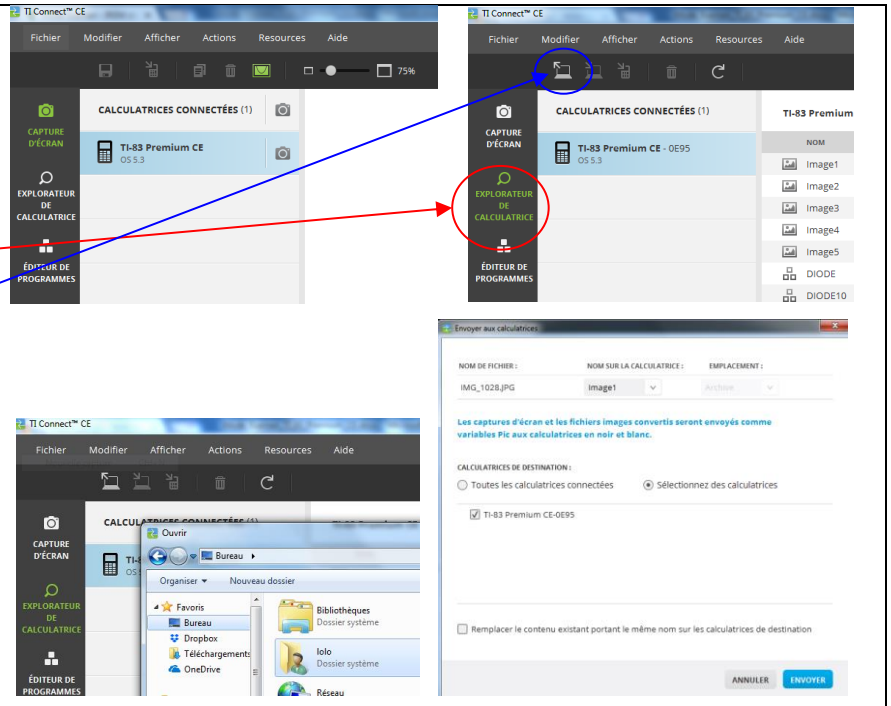 TI Connect™ CE
Fichier Modifier Afficher Actions Resources Aide
75%
CAPTURE
D'ÉCRAN
EXPLORATEUR
DE
CALCULATRICE
ÉDITEUR DE
PROGRAMMES
CALCULATRICES CONNECTÉES (1)
TI-83 Premium CE
OS 5.3
TI Connect™ CE
Fichier Modifier Afficher Actions Resources Aide
CAPTURE
D'ÉCRAN
EXPLORATEUR
DE
CALCULATRICE
ÉDITEUR DE
PROGRAMMES
CALCULATRICES CONNECTÉES (1)
TI-83 Premium CE - 0E95
OS 5.3
TI-83 Premium
NOM
Image1
Image2
Image3
Image4
Image5
DIODE
DIODE10
TI Connect™ CE
Fichier Modifier Afficher Actions Resources Aide
CAPTURE
D'ÉCRAN
EXPLORATEUR
DE
CALCULATRICE
ÉDITEUR DE
PROGRAMMES
Ouvrir
Bureau
Organiser Nouveau dossier
Favoris
Bureau
Dropbox
Téléchargements
OneDrive
Bibliothèques
Dossier système
lolo
Dossier système
Réseau
Envoyer aux calculatrices
NOM DE FICHIER : NOM SUR LA CALCULATRICE : EMPLACEMENT :
IMG_1028.JPG Image1 Archive
Les captures d'écran et les fichiers images convertis seront envoyés comme
variables Pic aux calculatrices en noir et blanc.
CALCULATRICES DE DESTINATION :
Toutes les calculatrices connectées Sélectionnez des calculatrices
TI-83 Premium CE-0E95
Remplacer le contenu existant portant le même nom sur les calculatrices de destination
ANNULER ENVOYER